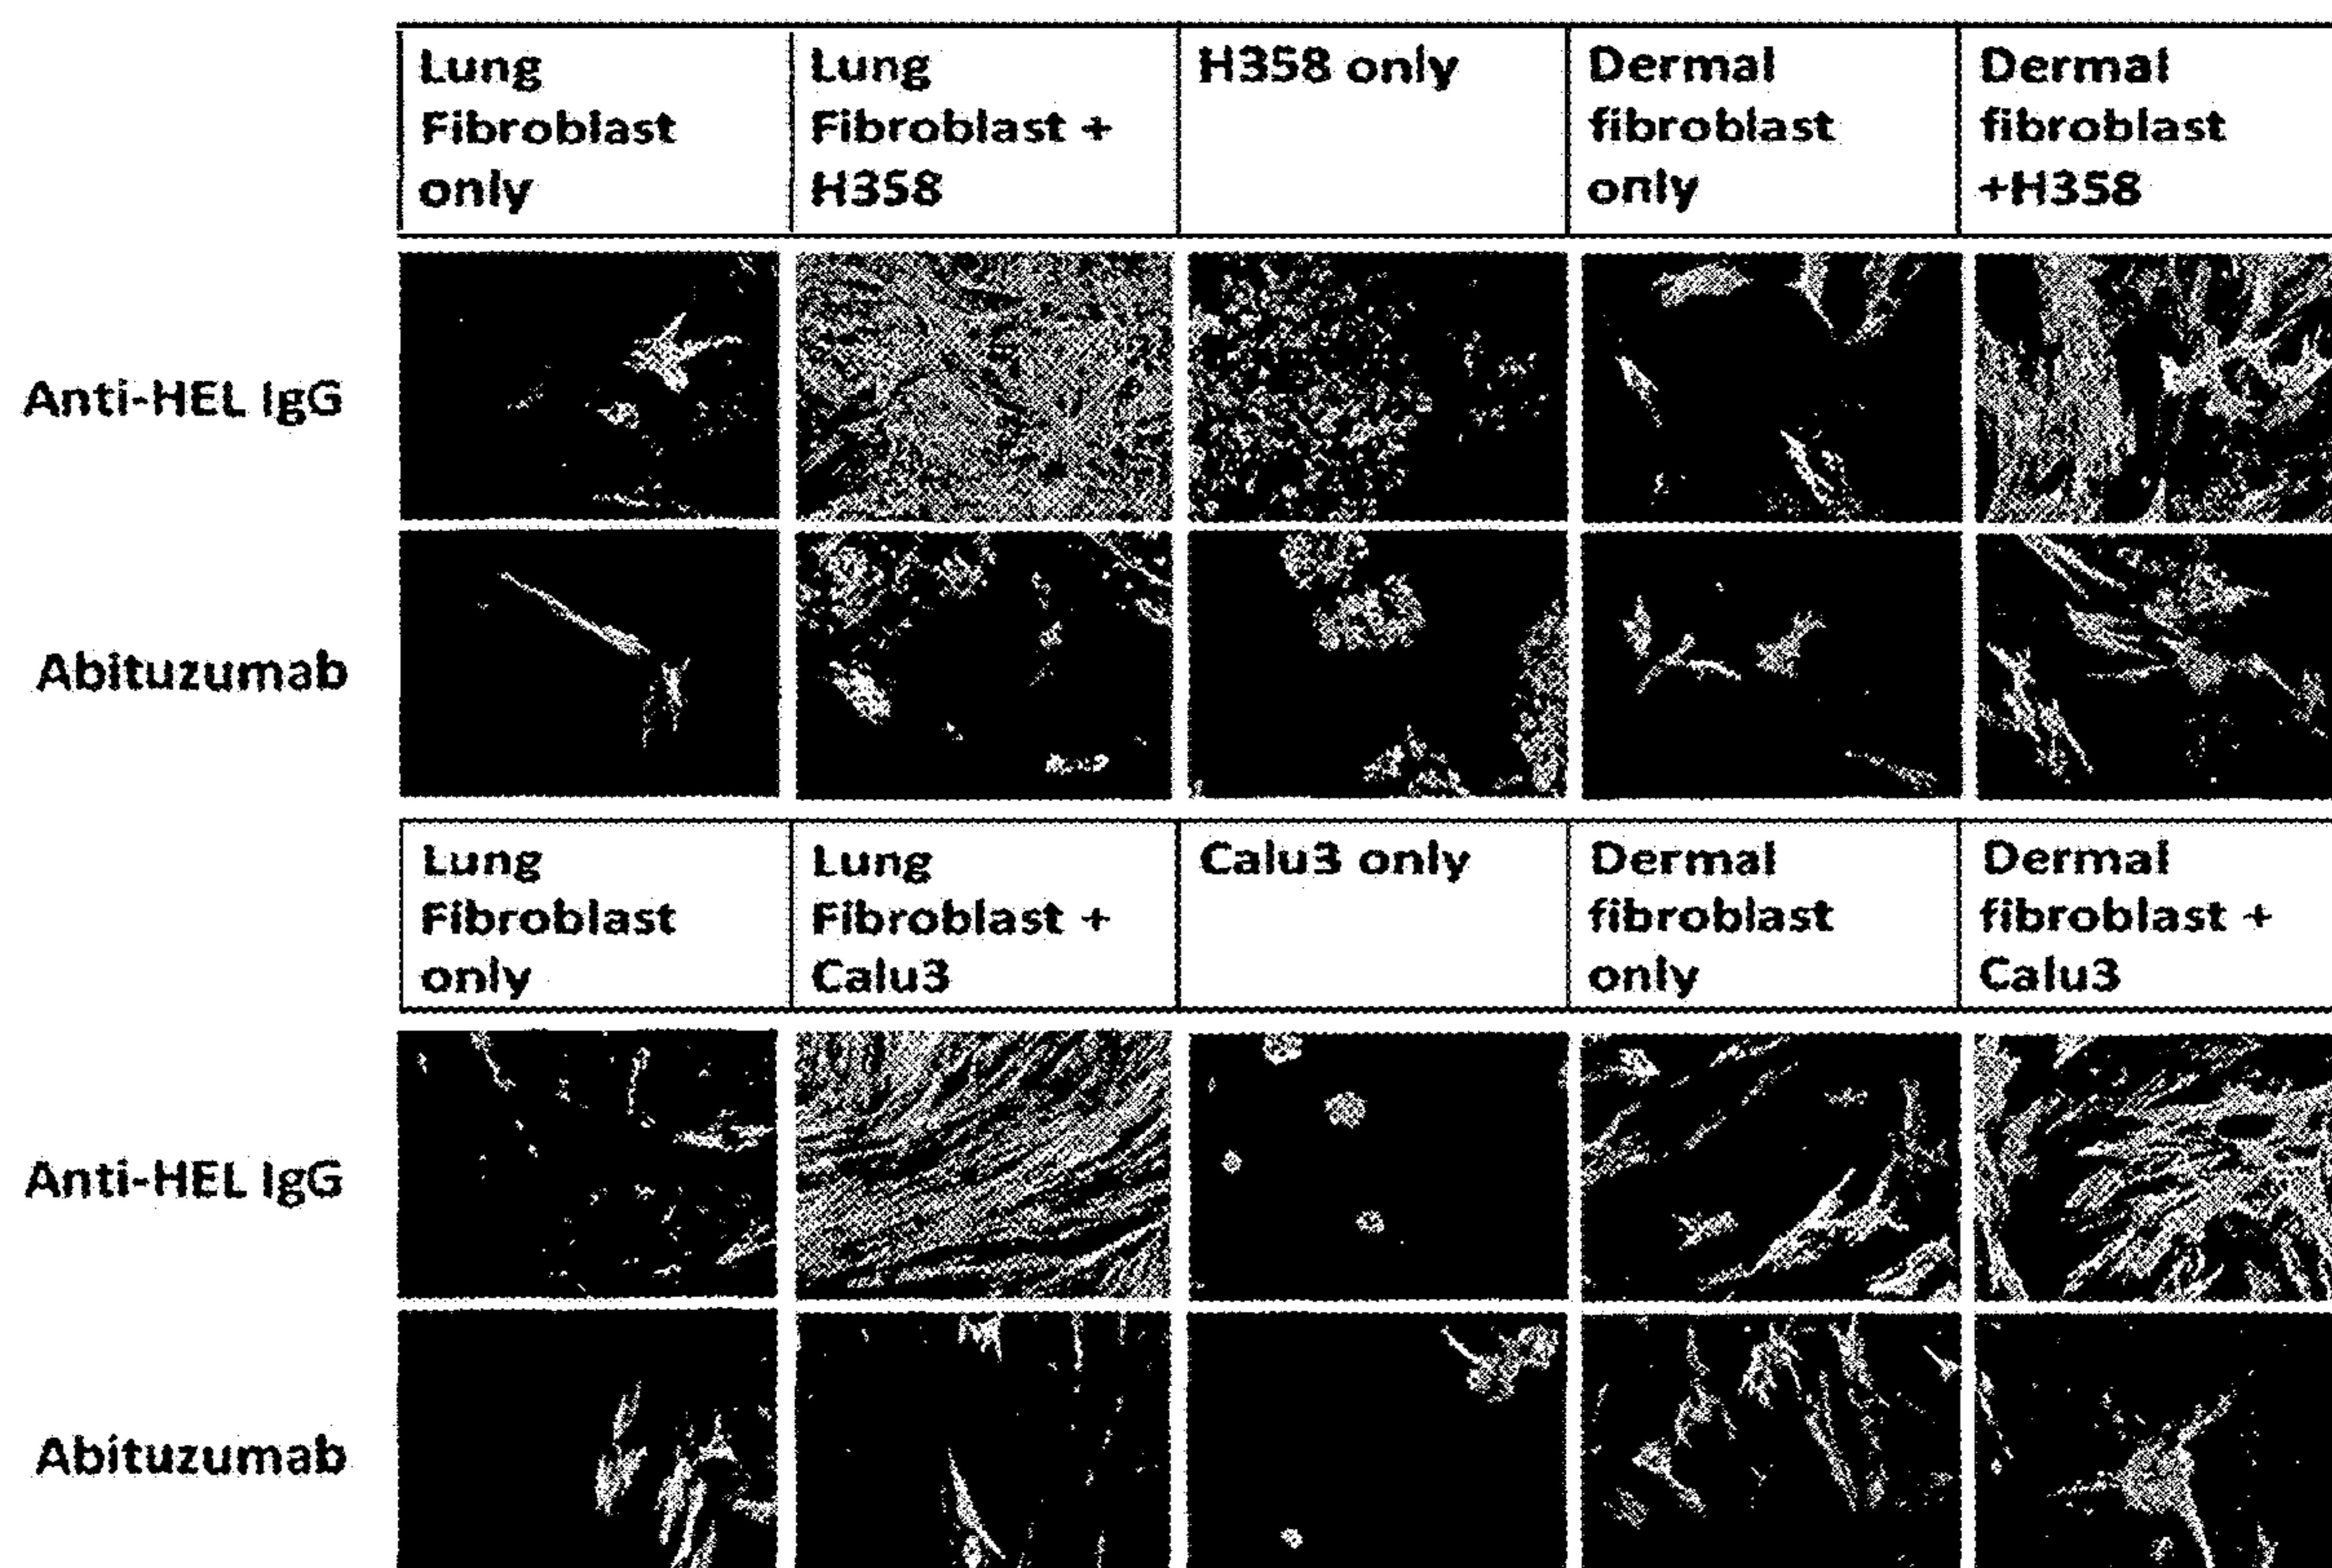 Lung
Fibroblast
only
Lung
Fibroblast +
H358
H358 only
Dermal
fibroblast
only
Dermal
fibroblast
+H358
Anti-HEL IgG
Abituzumab
Lung
Fibroblast
only
Lung
Fibroblast +
Calu3
Calu3 only
Dermal
fibroblast
only
Dermal
fibroblast +
Calu3
Anti-HEL IgG
Abituzumab